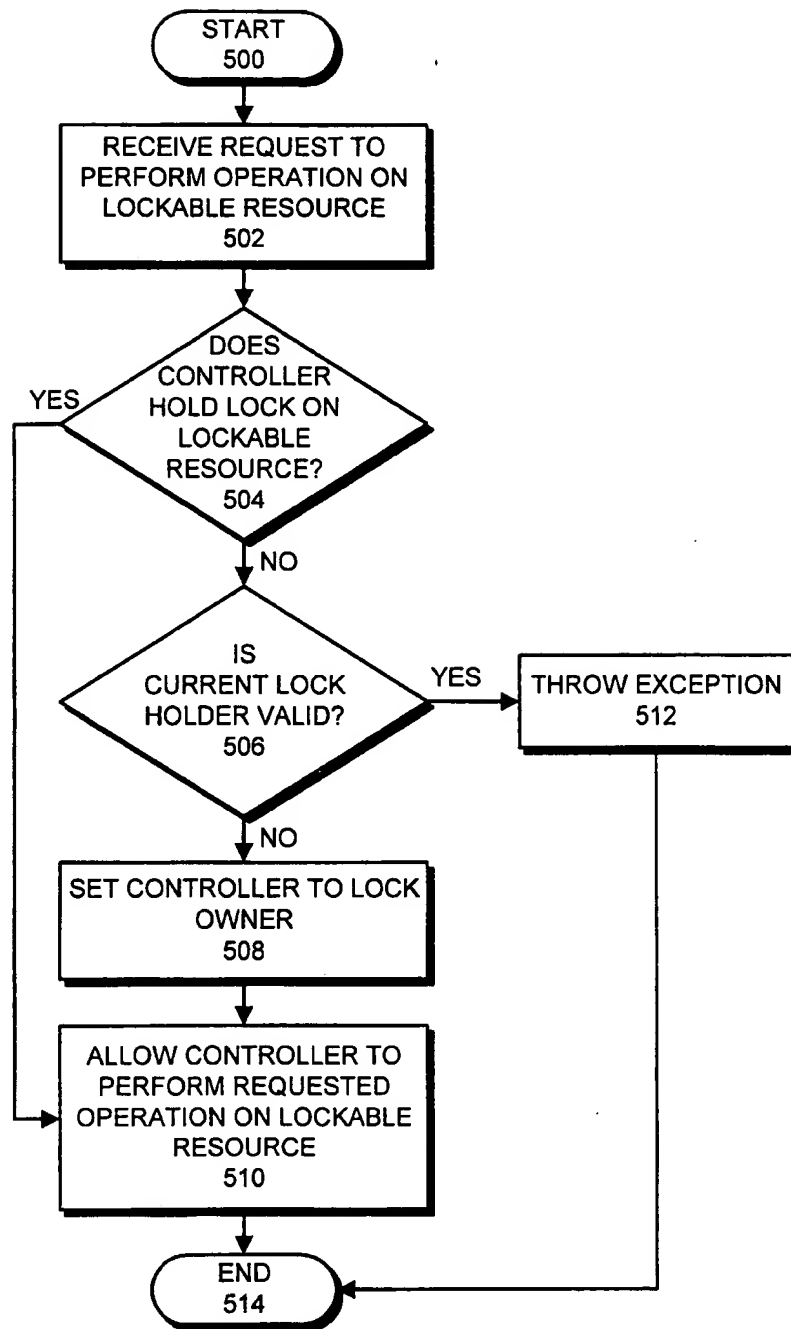 START
500
RECEIVE REQUEST TO
PERFORM OPERATION ON
LOCKABLE RESOURCE
502
DOES
CONTROLLER
HOLD LOCK ON
LOCKABLE
RESOURCE?
504
YES
NO
IS
CURRENT LOCK
HOLDER VALID?
506
YES
THROW EXCEPTION
512
NO
SET CONTROLLER TO LOCK
OWNER
508
ALLOW CONTROLLER TO
PERFORM REQUESTED
OPERATION ON LOCKABLE
RESOURCE
510
END
514